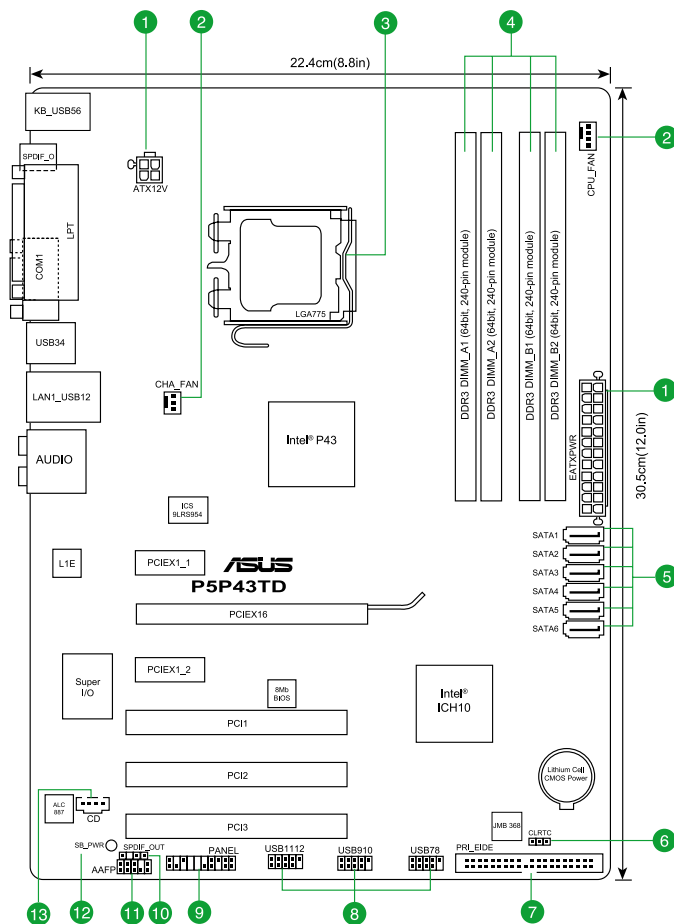 1
2
3
4
22.4cm(8.8in)
KB_USB56
SPDIF_O
ATX12V
LPT
COM1
CPU_FAN
2
LGA775
DDR3 DIMM_A1 (64bit, 240-pin module)
DDR3 DIMM_A2 (64bit, 240-pin module)
DDR3 DIMM_B1 (64bit, 240-pin module)
DDR3 DIMM_B2 (64bit, 240-pin module)
USB34
CHA_FAN
LAN1_USB12
AUDIO
Intel® P43
EATXPWR
1
30.5cm(12.0in)
ICS
9LRS954
SATA1
SATA2
SATA3
SATA4
SATA5
SATA6
5
L1E
PCIEX1_1
ASUS
P5P43TD
PCIEX16
PCIEX1_2
Super
I/O
8Mb
BIOS
Intel®
ICH10
PCI1
PCI2
PCI3
Lithium Cell
CMOS Power
ALC
887
CD
JMB 368
CLRTC
6
SB_PWR
SPDIF_OUT
AAFP
PANEL
USB1112
USB910
USB78
PRI_EIDE
13
12
11
10
9
8
7